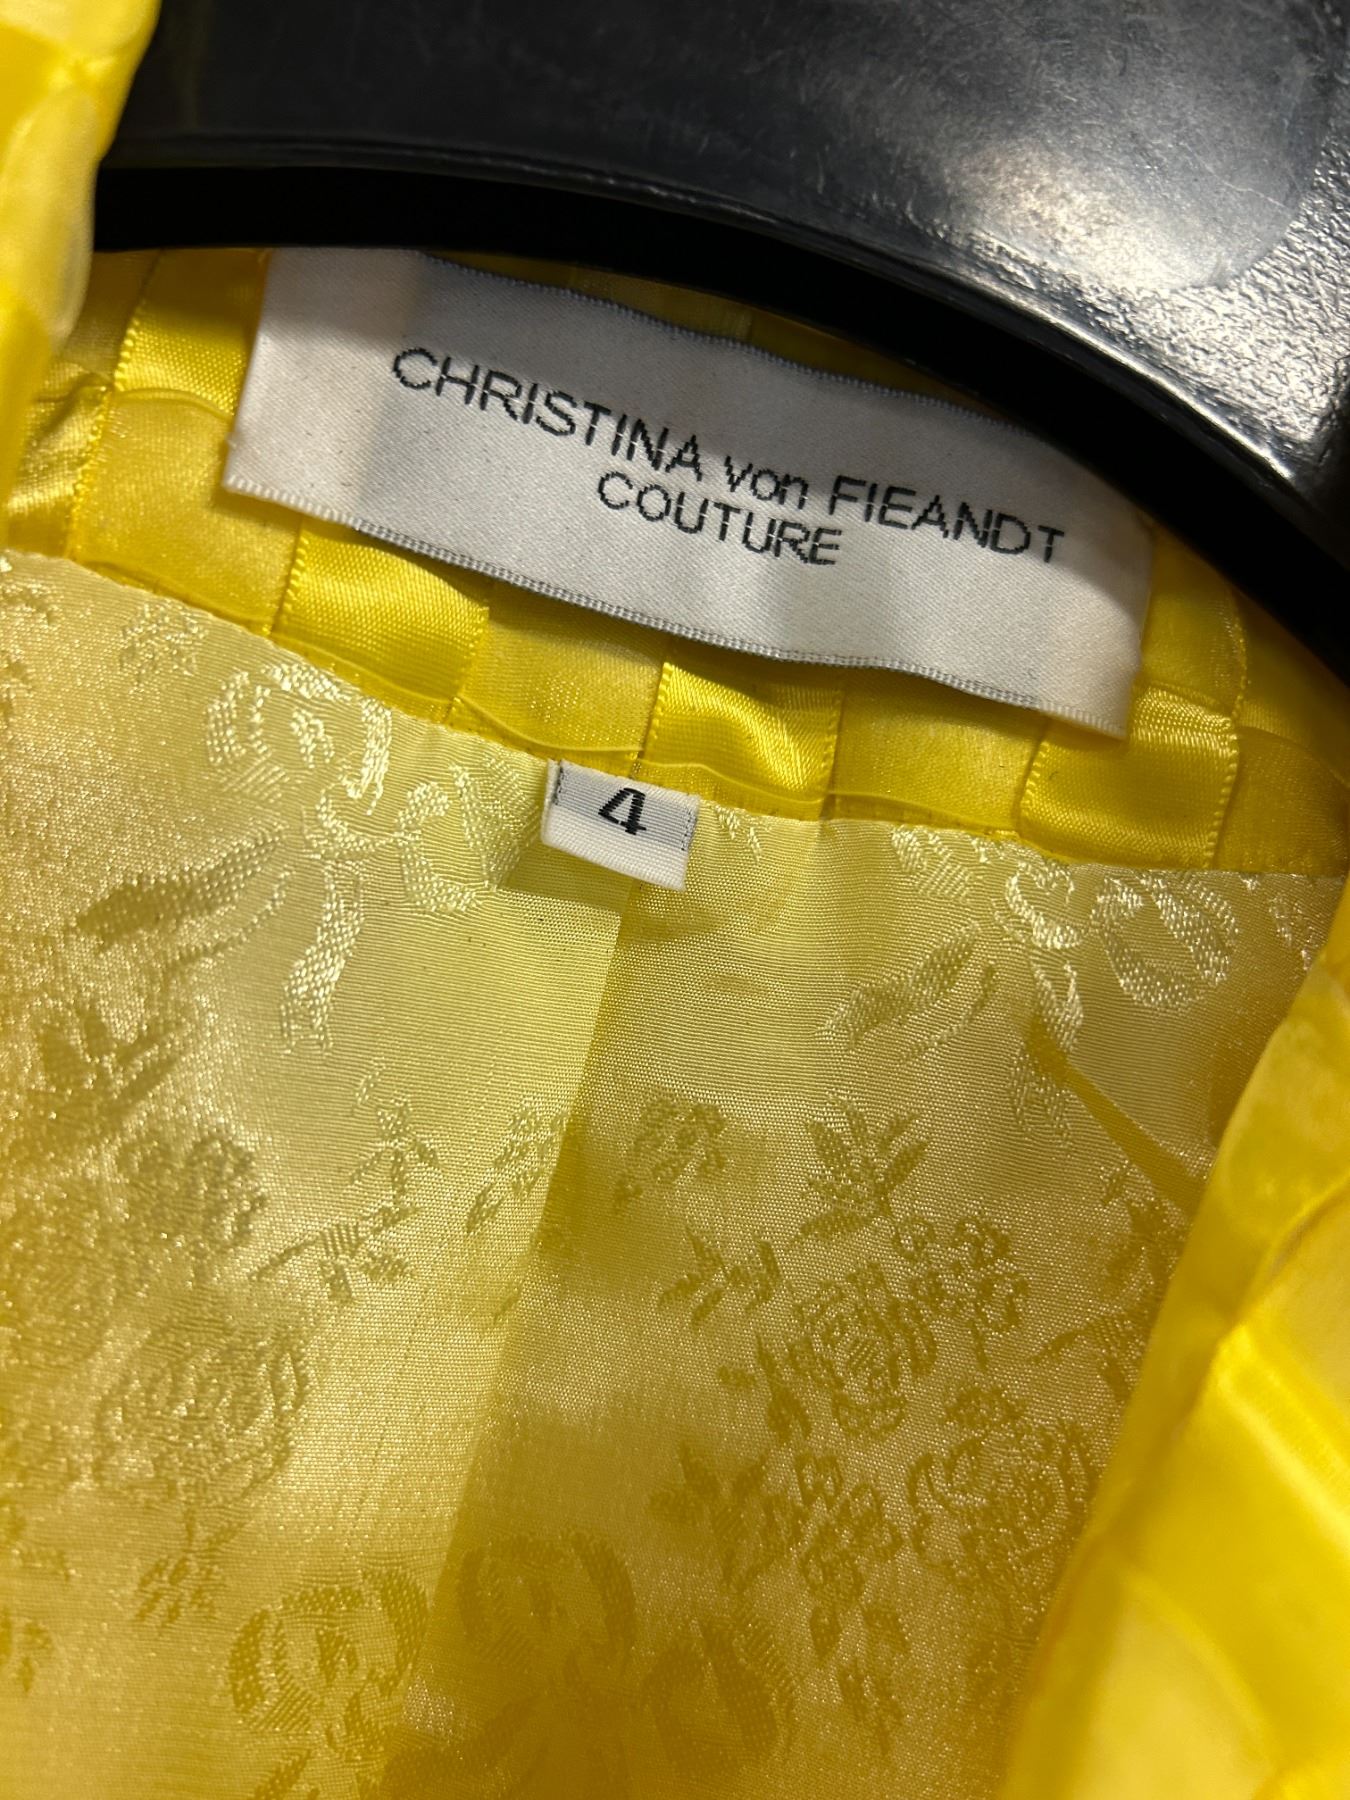 CHRISTINA von FIEANDT
COUTURE
4